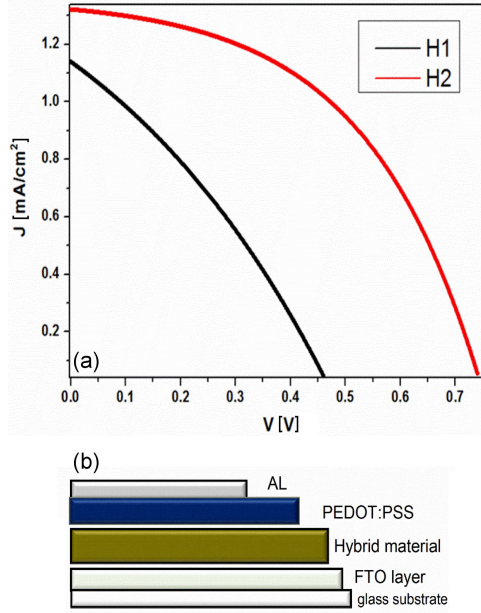 H1
H2
J [mA/cm²]
1.2
1.0
0.8
0.6
0.4
0.2
(a)
0.0 0.1 0.2 0.3 0.4 0.5 0.6 0.7
V [V]
(b)
AL
PEDOT:PSS
Hybrid material
FTO layer
glass substrate